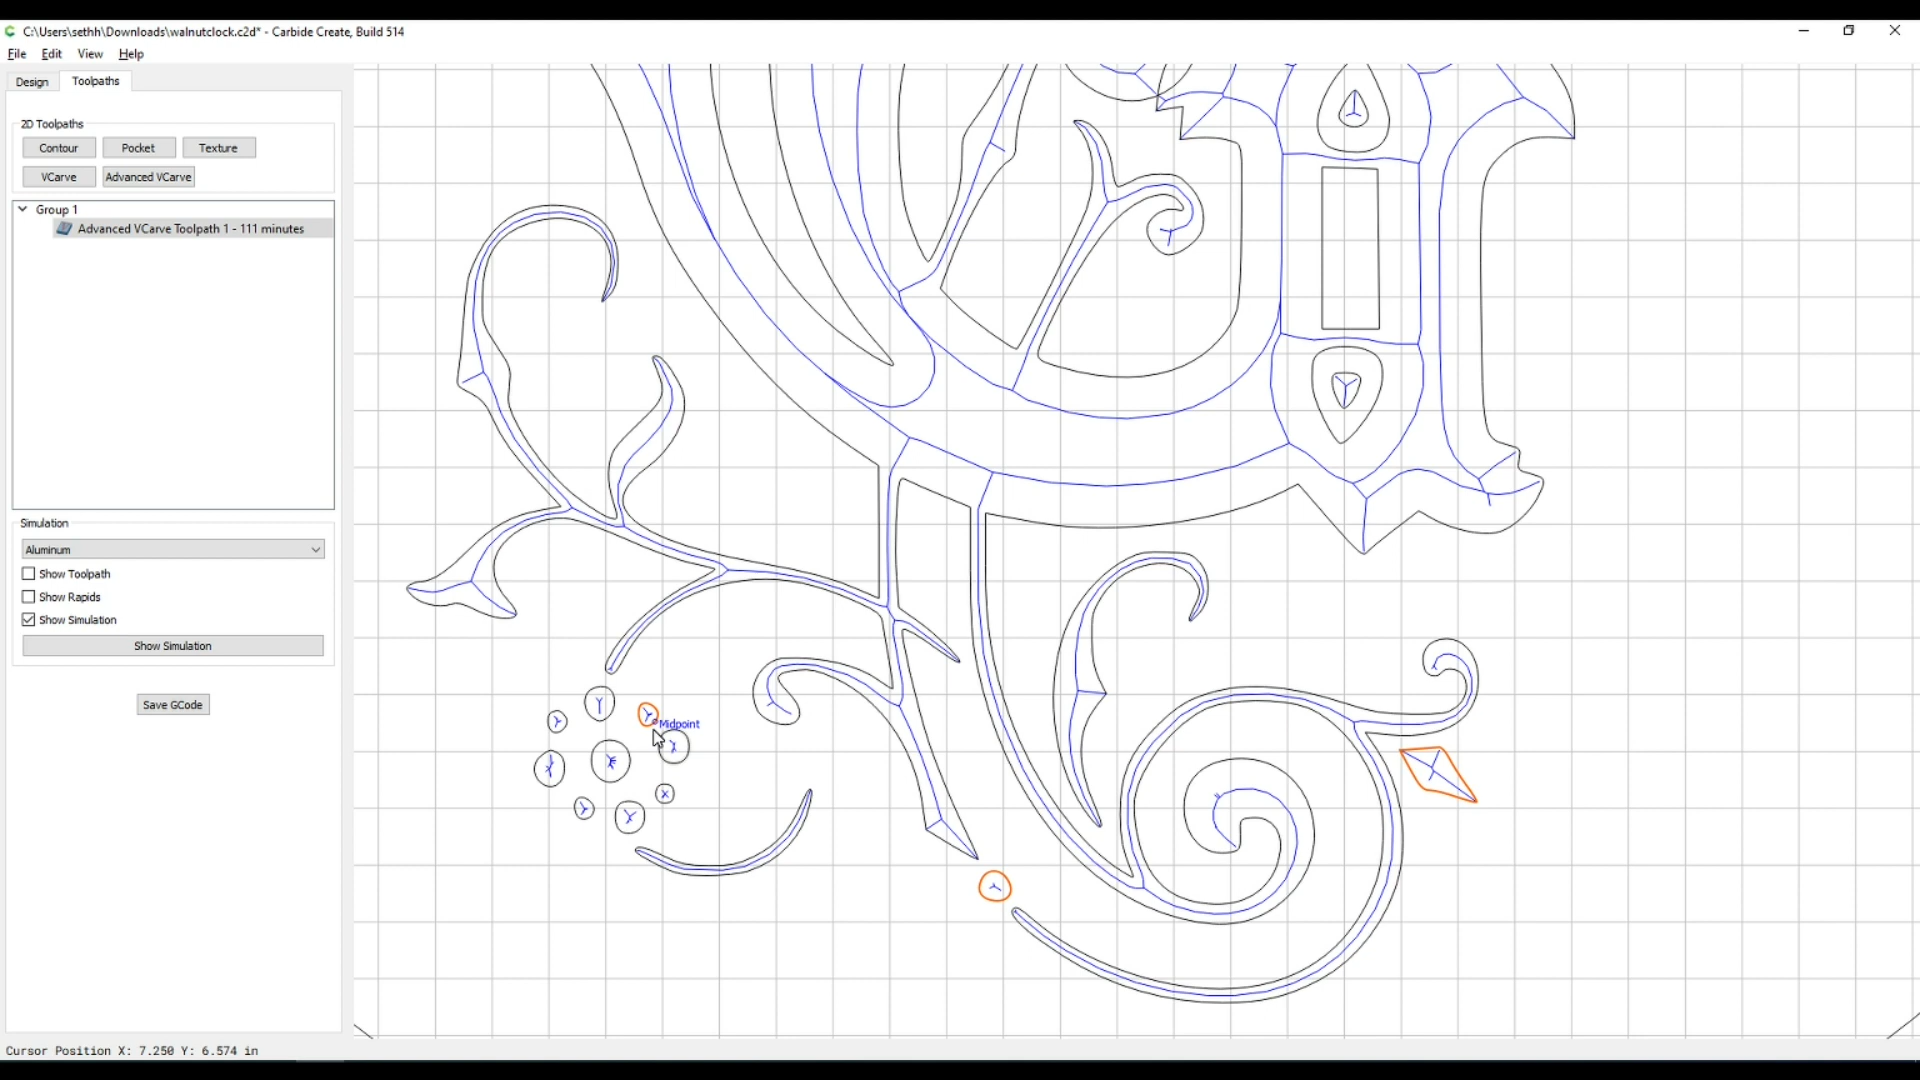 C:\Users\sethh\Downloads\walnutclock.c2d* - Carbide Create, Build 514
File Edit View Help
Design Toolpaths
2D Toolpaths
Contour Pocket Texture
VCarve Advanced VCarve
Group 1
Advanced VCarve Toolpath 1 - 111 minutes
Simulation
Aluminum
Show Toolpath
Show Rapids
Show Simulation
Show Simulation
Save GCode
Midpoint
Cursor Position X: 7.250 Y: 6.574 in